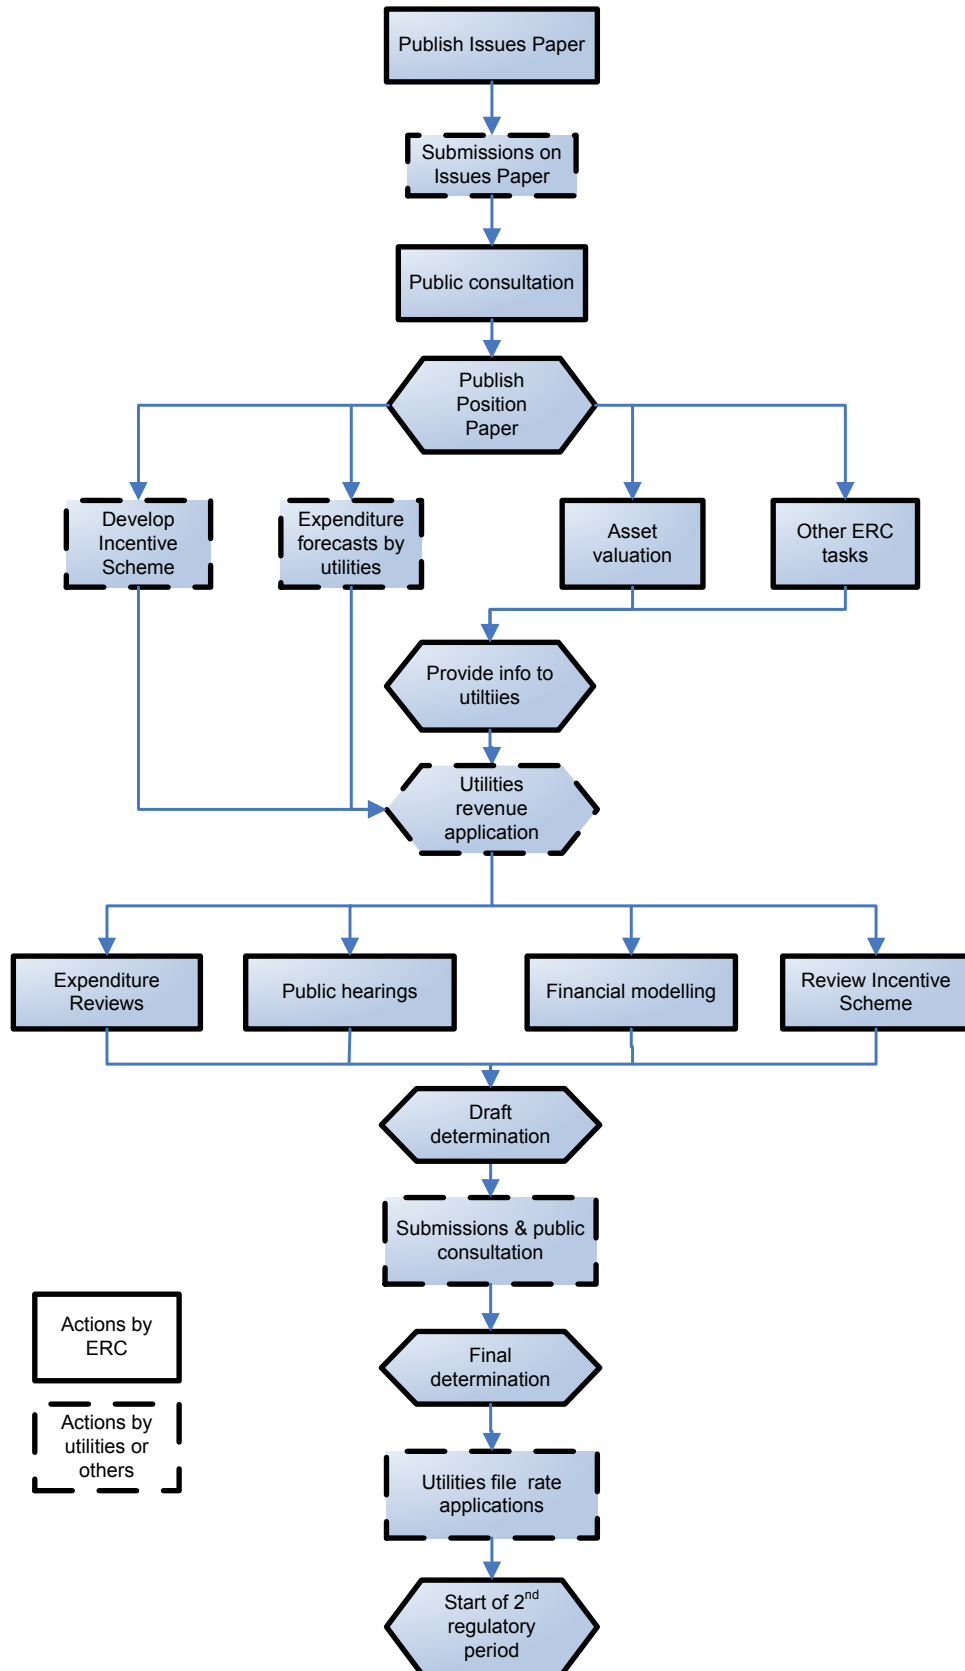 Publish Issues Paper
Submissions on
Issues Paper
Public consultation
Publish
Position
Paper
Develop
Incentive
Scheme
Expenditure
forecasts by
utilities
Asset
valuation
Other ERC
tasks
Provide info to
utiltiies
Utilities
revenue
application
Expenditure
Reviews
Public hearings
Financial modelling
Review Incentive
Scheme
Draft
determination
Submissions & public
consultation
Final
determination
Utilities file rate
applications
Start of 2nd
regulatory
period
Actions by
ERC
Actions by
utilities or
others